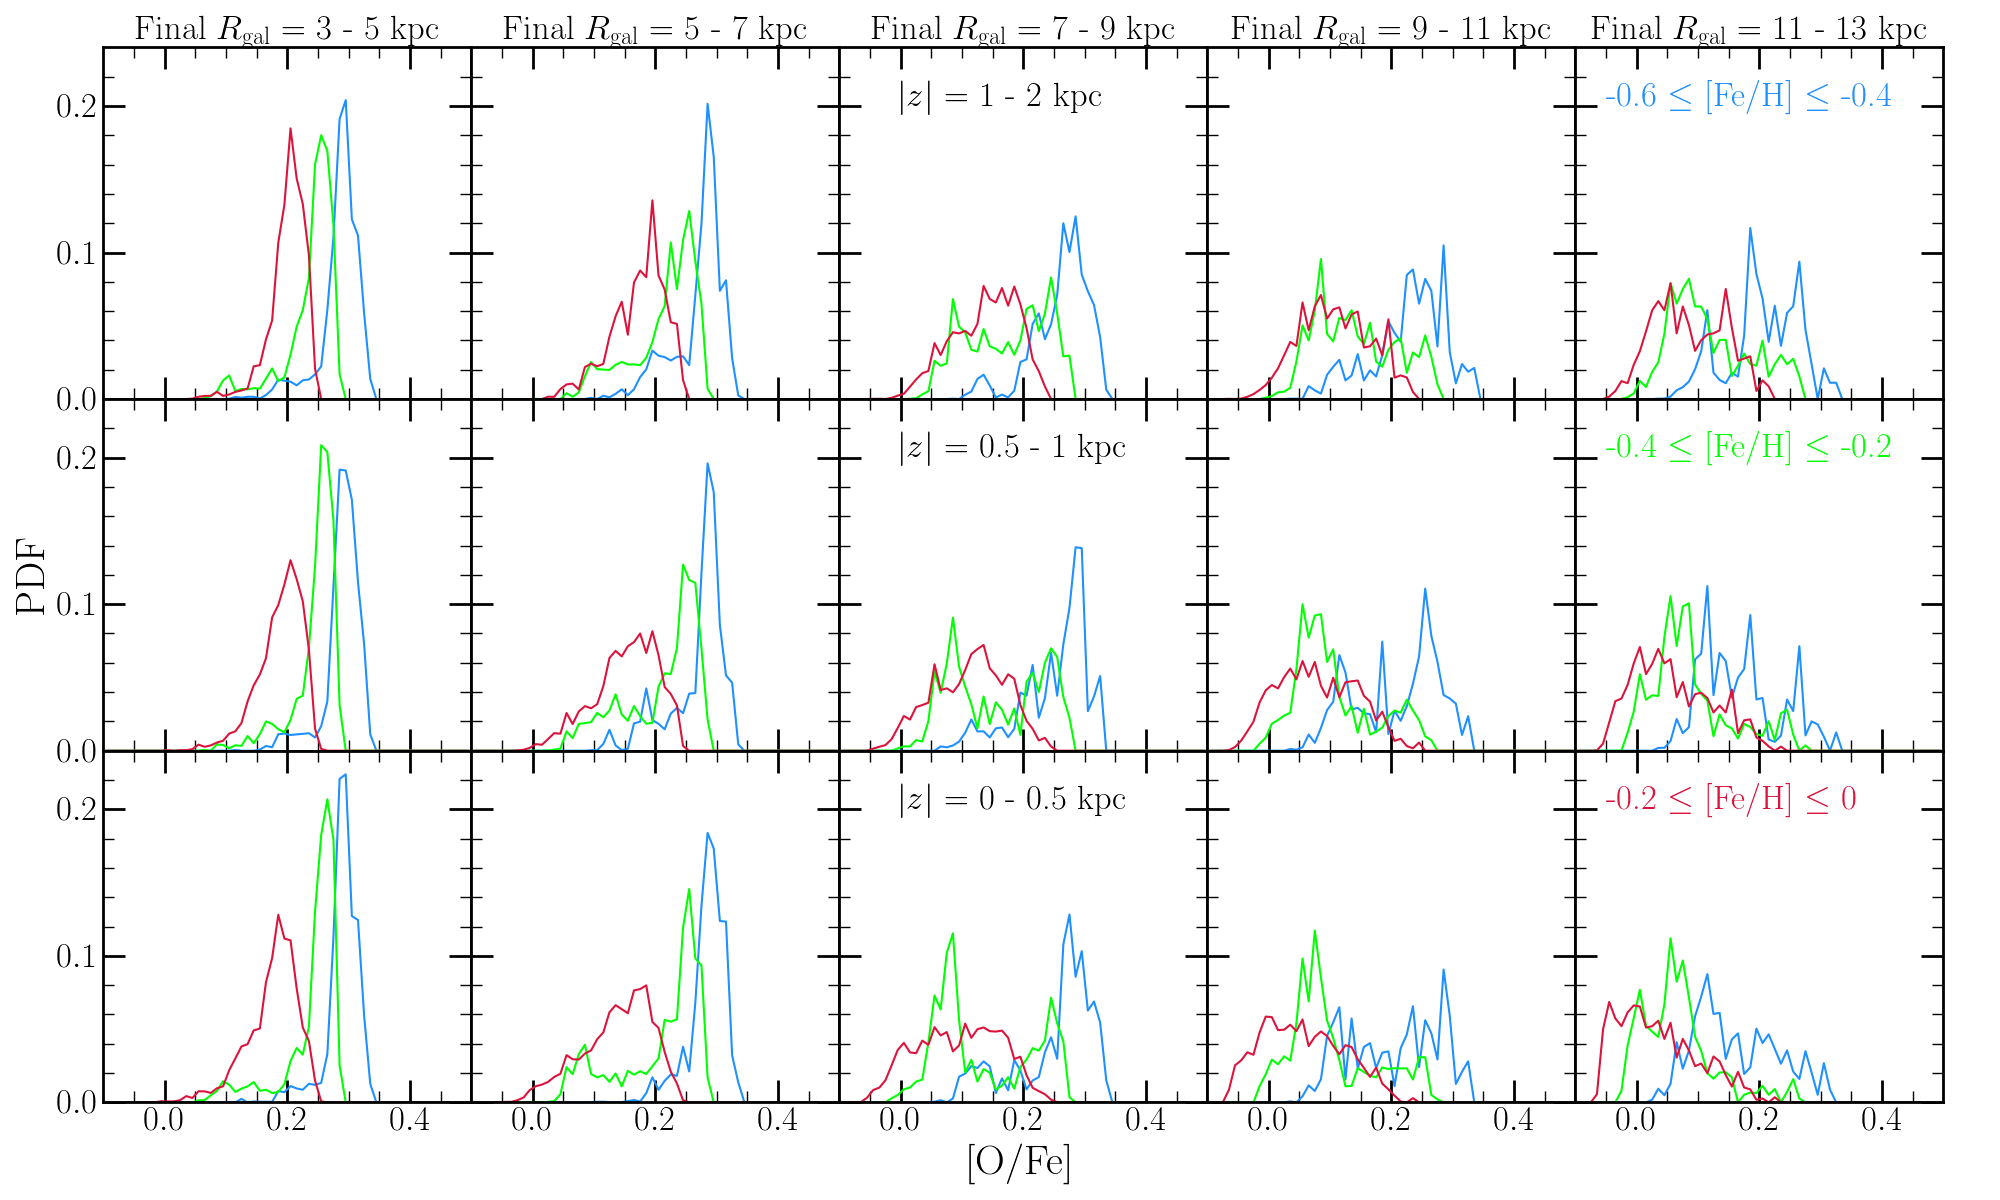 Final R_gal = 3 - 5 kpc
Final R_gal = 5 - 7 kpc
Final R_gal = 7 - 9 kpc
Final R_gal = 9 - 11 kpc
Final R_gal = 11 - 13 kpc
|z| = 1 - 2 kpc
-0.6 ≤ [Fe/H] ≤ -0.4
0.2
0.1
0.0
|z| = 0.5 - 1 kpc
-0.4 ≤ [Fe/H] ≤ -0.2
0.2
0.1
0.0
PDF
|z| = 0 - 0.5 kpc
-0.2 ≤ [Fe/H] ≤ 0
0.2
0.1
0.0
0.0 0.2 0.4
0.0 0.2 0.4
0.0 0.2 0.4
0.0 0.2 0.4
0.0 0.2 0.4
[O/Fe]